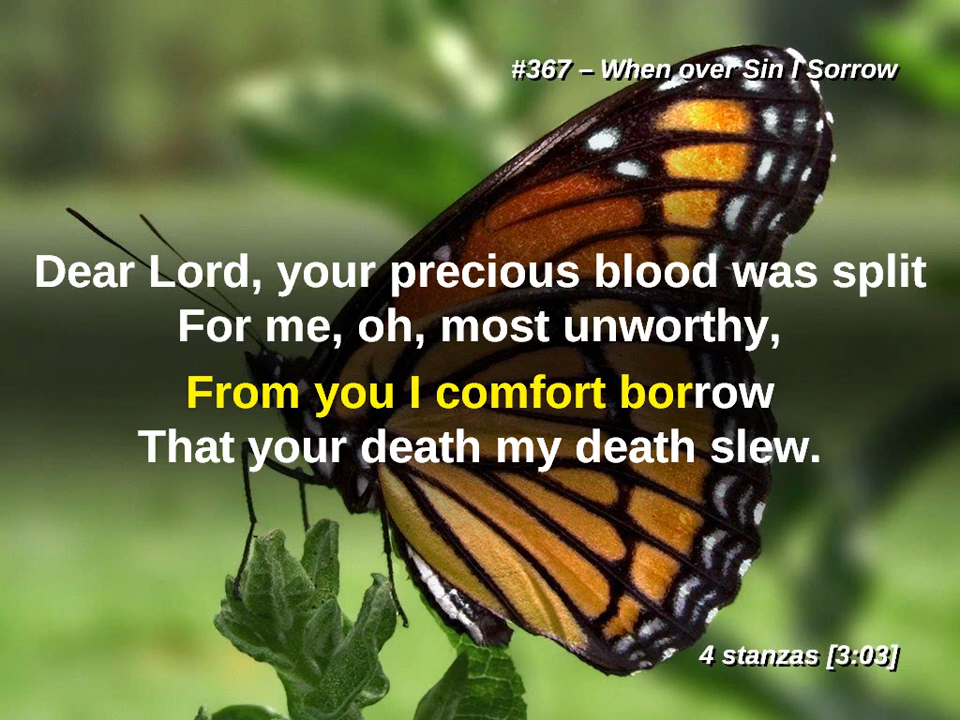 #367 – When over Sin I Sorrow
Dear Lord, your precious blood was split
For me, oh, most unworthy,
From you I comfort borrow
That your death my death slew.
4 stanzas [3:03]